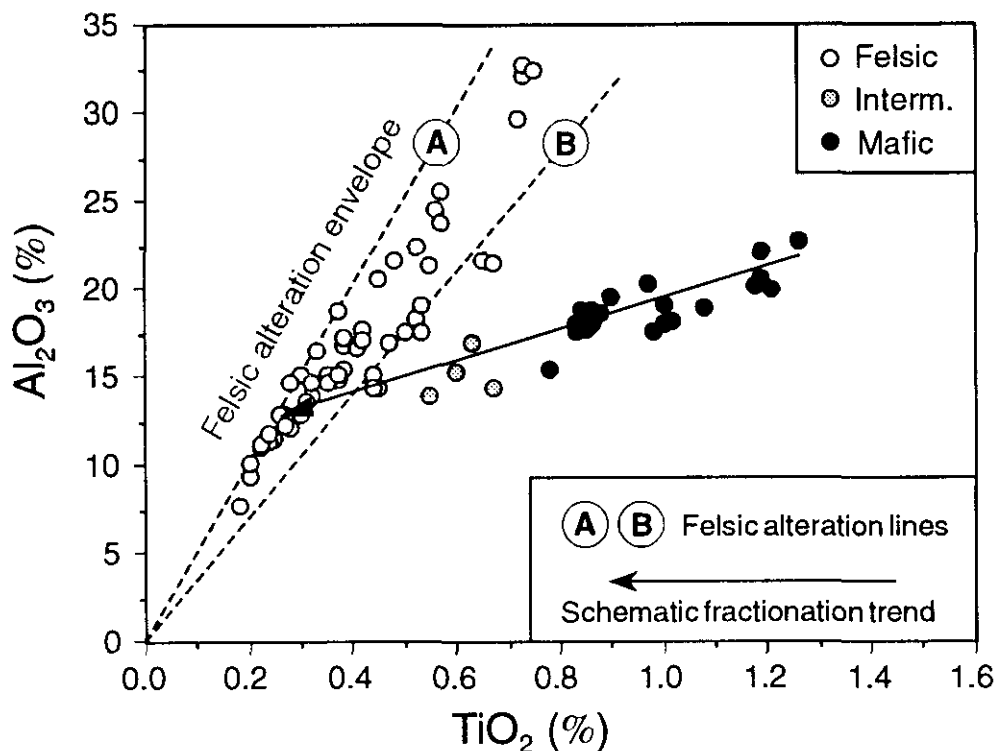 35
30
25
20
15
10
5
0
Al₂O₃ (%)
0.0 0.2 0.4 0.6 0.8 1.0 1.2 1.4 1.6
TiO₂ (%)
Felsic alteration envelope
A
B
Felsic
Interm.
Mafic
A B Felsic alteration lines
Schematic fractionation trend